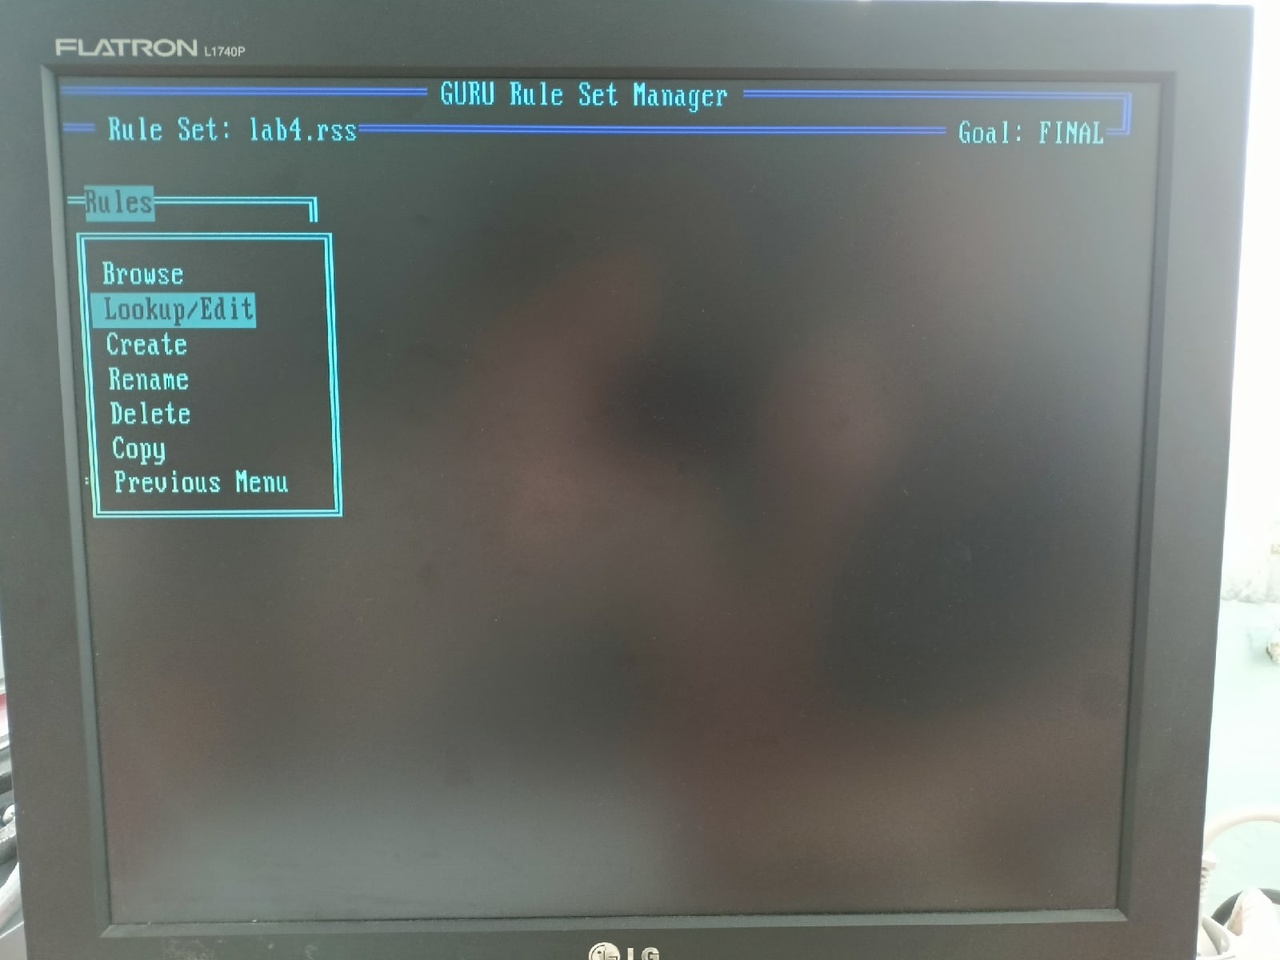 FLATRON L1740P
GURU Rule Set Manager
Rule Set: lab4.rss Goal: FINAL
Rules
Browse
Lookup/Edit
Create
Rename
Delete
Copy
Previous Menu
LG